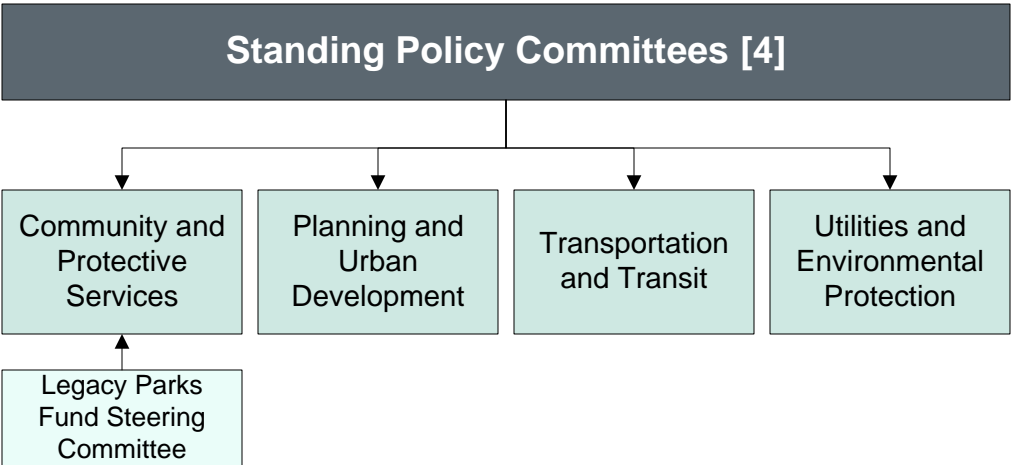 Standing Policy Committees [4]
Community and
Protective
Services
Planning and
Urban
Development
Transportation
and Transit
Utilities and
Environmental
Protection
Legacy Parks
Fund Steering
Committee